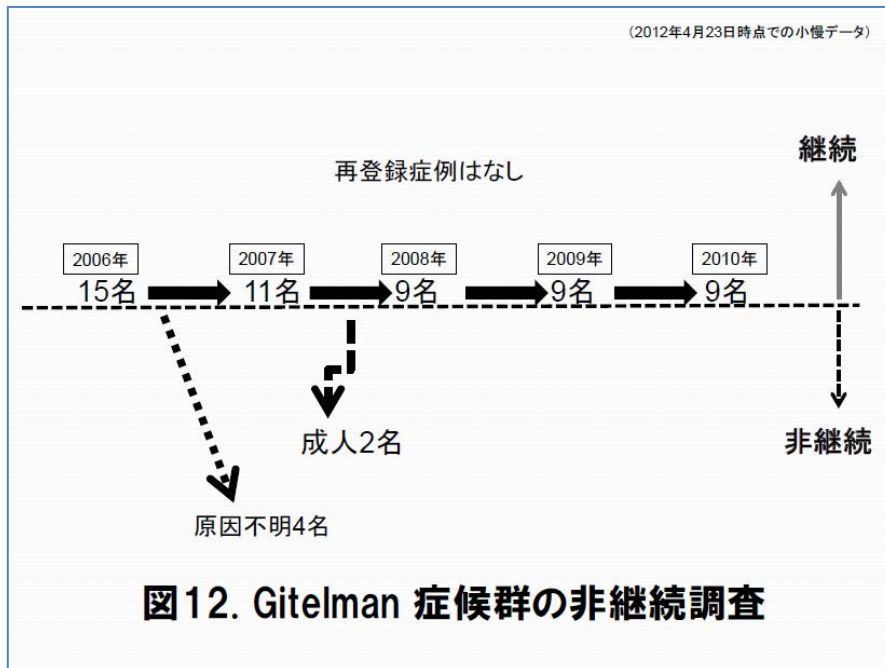 (2012年4月23日時点での小慢データ)
継続
再登録症例はなし
2006年 2007年 2008年 2009年 2010年
15名 11名 9名 9名 9名
成人2名
非継続
原因不明4名
図12. Gitelman 症候群の非継続調査